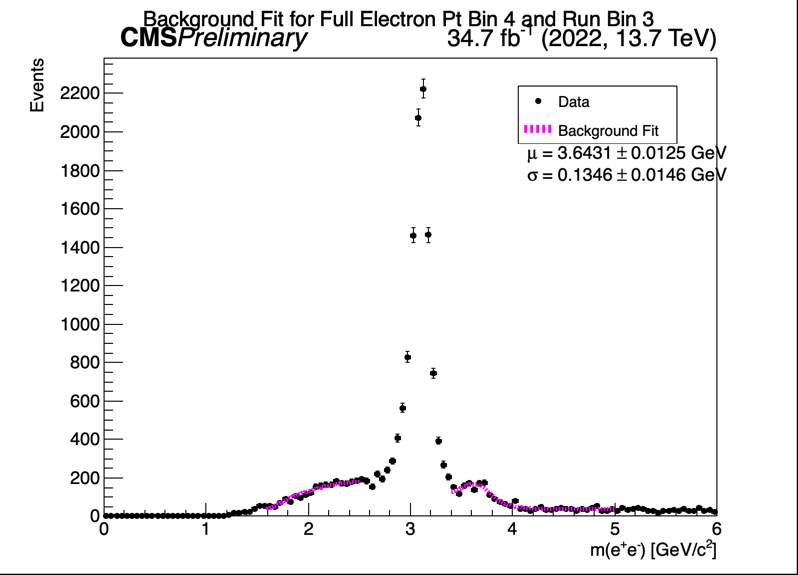 Background Fit for Full Electron Pt Bin 4 and Run Bin 3
CMSPreliminary 34.7 fb⁻¹ (2022, 13.7 TeV)
Events
2200
2000
1800
1600
1400
1200
1000
800
600
400
200
0
Data
Background Fit
μ = 3.6431 ± 0.0125 GeV
σ = 0.1346 ± 0.0146 GeV
0 1 2 3 4 5 6
m(e⁺e⁻) [GeV/c²]